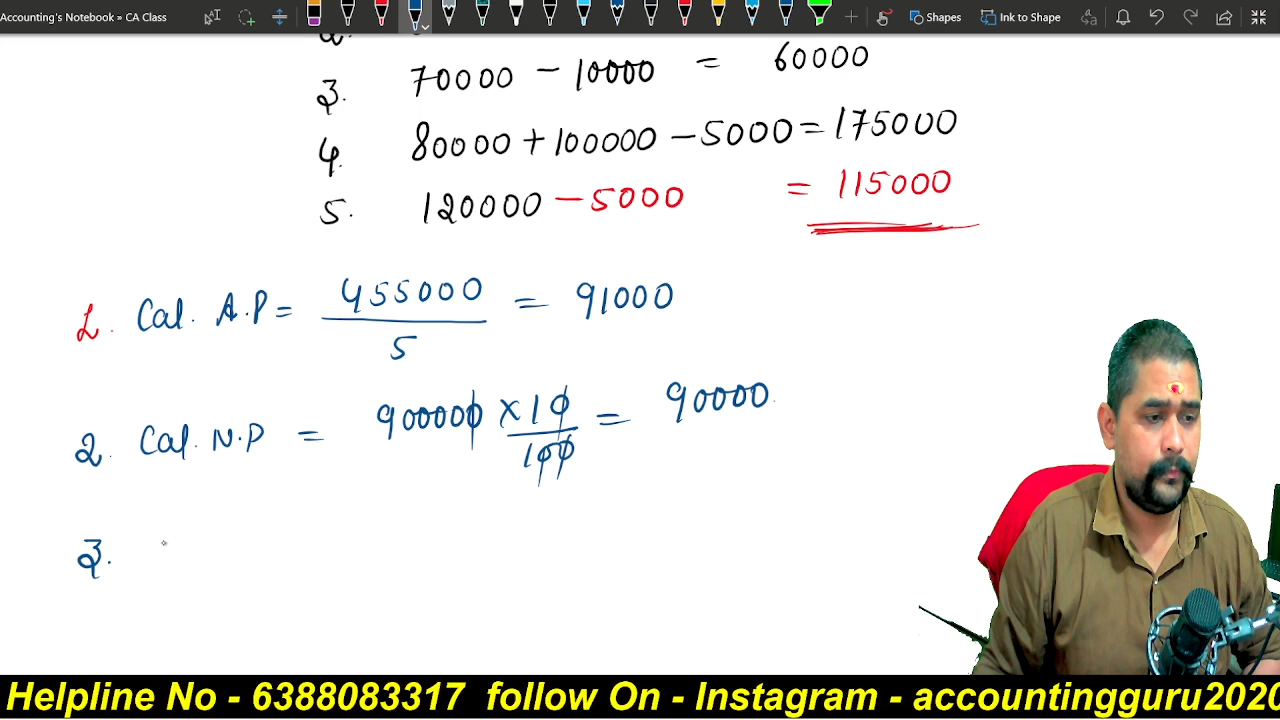 Accounting's Notebook » CA Class
Shapes
Ink to Shape
3. 70000 - 10000 = 60000
4. 80000 + 100000 - 5000 = 175000
5. 120000 - 5000 = 115000
1. Cal. A.P = 455000 / 5 = 91000
2. Cal. N.P = 900000 × 10 / 100 = 90000
3.
Helpline No - 6388083317 follow On - Instagram - accountingguru2020